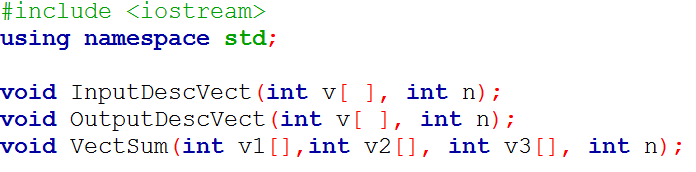 #include <iostream>
using namespace std;
void InputDescVect(int v[ ], int n);
void OutputDescVect(int v[ ], int n);
void VectSum(int v1[],int v2[], int v3[], int n);